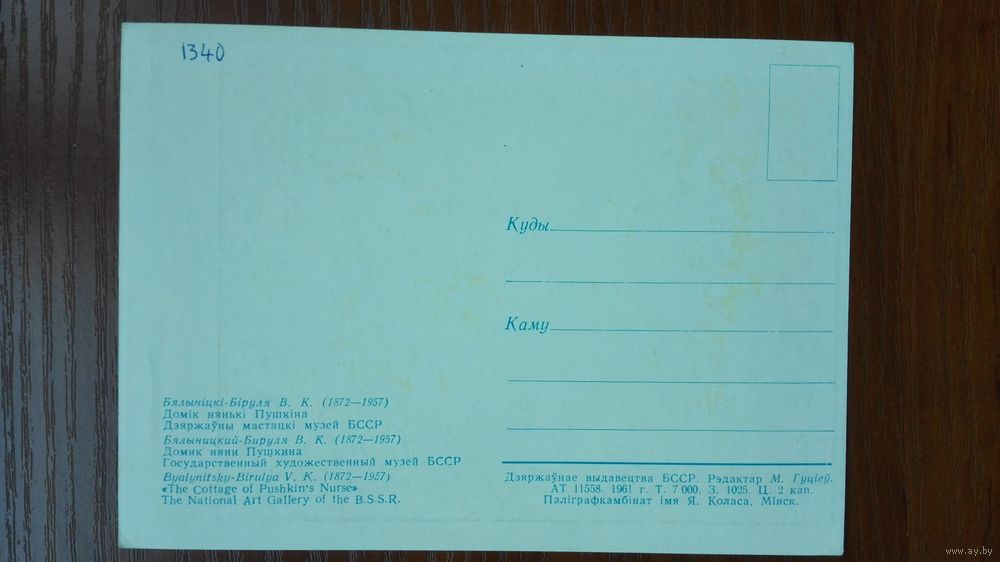 1340
Куды
Каму
Бялыніцкі-Біруля В. К. (1872—1957)
Домік нянькі Пушкіна
Дзяржаўны мастацкі музей БССР
Бялыницкий-Бируля В. К. (1872—1957)
Домик няни Пушкина
Государственный художественный музей БССР
Byalynitsky-Birulya V. K. (1872—1957)
«The Cottage of Pushkin's Nurse»
The National Art Gallery of the B.S.S.R.
Дзяржаўнае выдавецтва БССР. Рэдактар М. Гуціеў.
АТ 11558. 1961 г. Т. 7 000. З. 1025. Ц. 2 кап.
Паліграфкамбінат імя Я. Коласа, Мінск.
www.ay.by